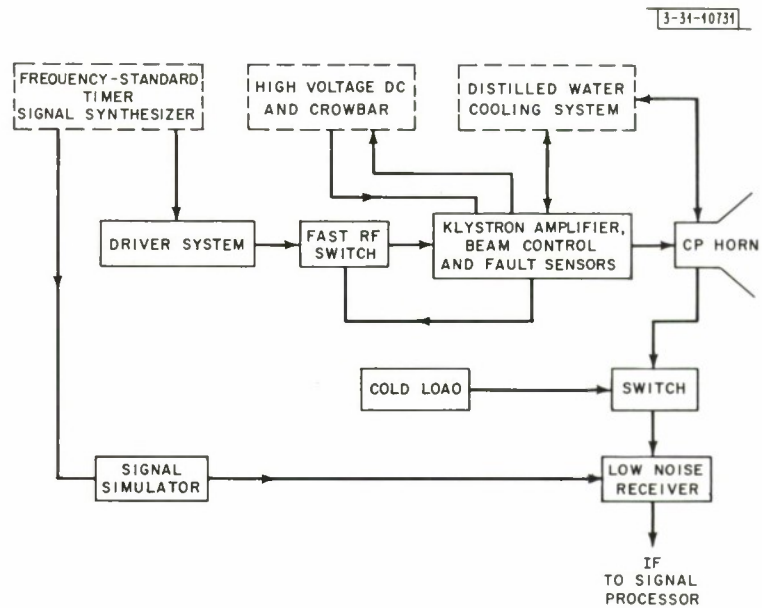 3-31-10731
FREQUENCY-STANDARD
TIMER
SIGNAL SYNTHESIZER
HIGH VOLTAGE DC
AND CROWBAR
DISTILLED WATER
COOLING SYSTEM
DRIVER SYSTEM
FAST RF
SWITCH
KLYSTRON AMPLIFIER,
BEAM CONTROL
AND FAULT SENSORS
CP HORN
COLD LOAD
SWITCH
SIGNAL
SIMULATOR
LOW NOISE
RECEIVER
IF
TO SIGNAL
PROCESSOR